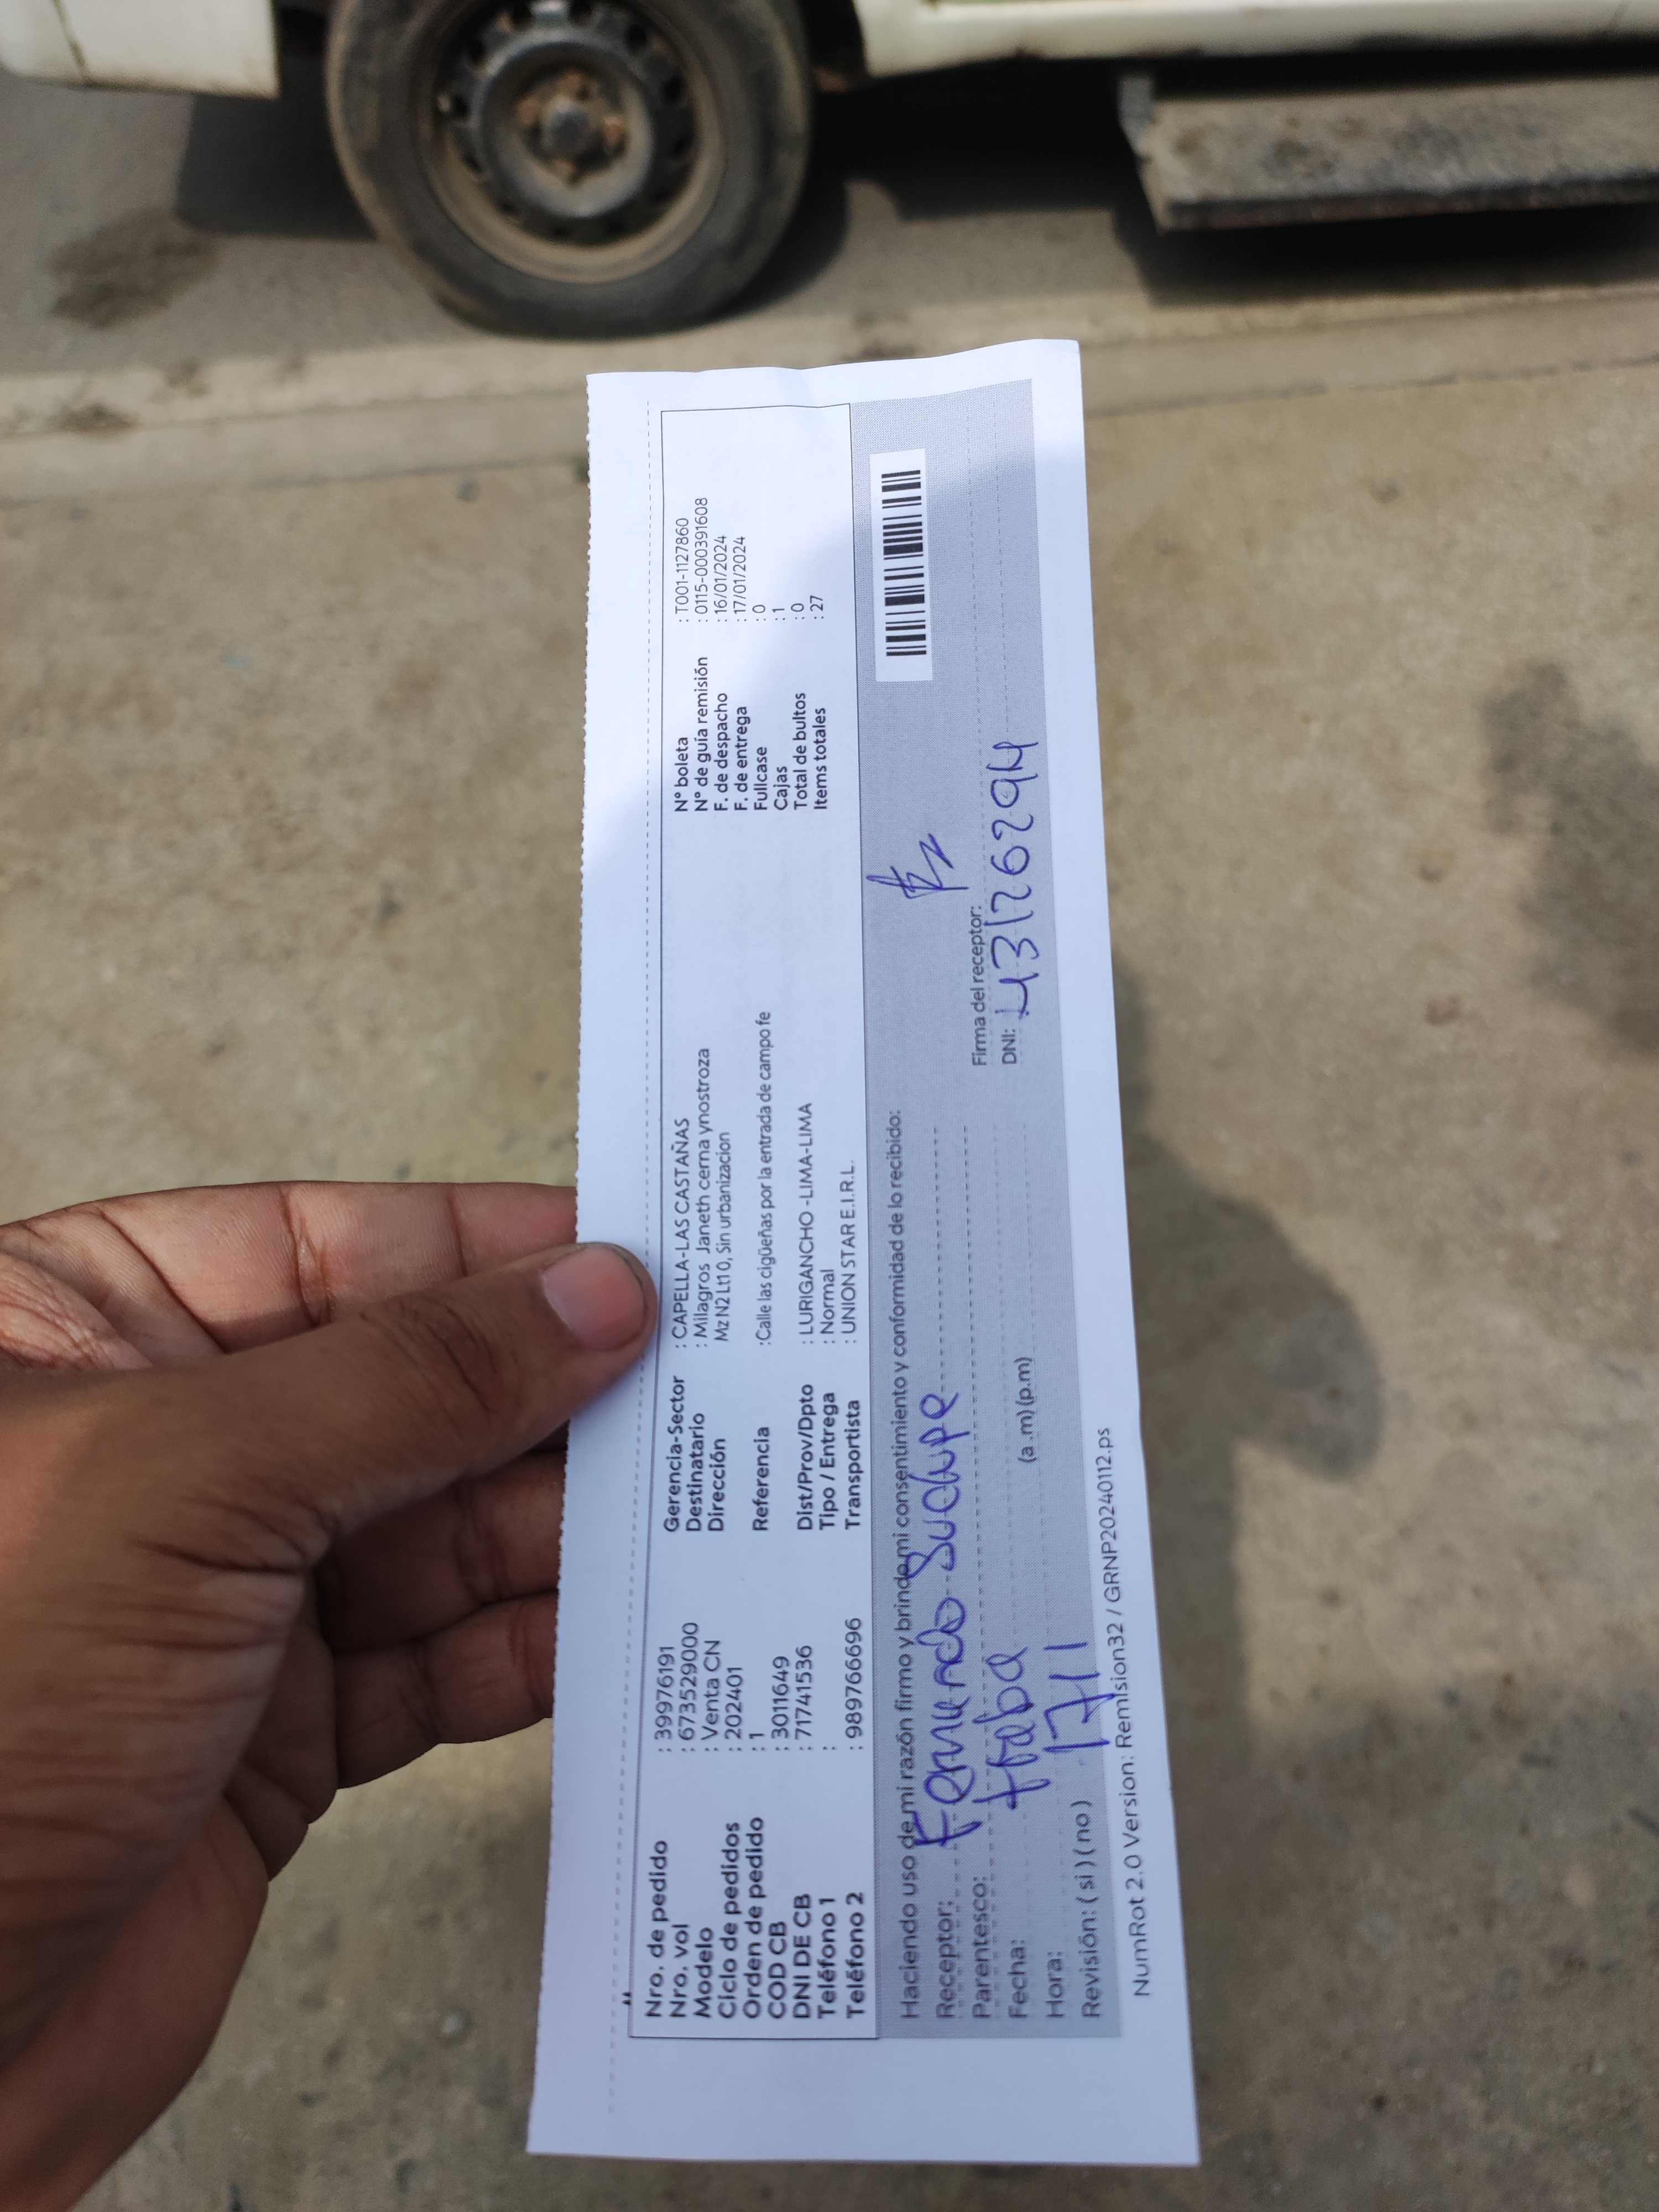 Nro. de pedido : 39976191
Nro. vol : 673529000
Modelo : Venta CN
Ciclo de pedidos : 202401
Orden de pedido : 1
COD CB : 3011649
DNI DE CB : 71741536
Teléfono 1 :
Teléfono 2 : 989766696
Gerencia-Sector : CAPELLA-LAS CASTAÑAS
Destinatario : Milagros Janeth cerna ynostroza
Dirección Mz N2 Lt10, Sin urbanizacion
Referencia :Calle las cigüeñas por la entrada de campo fe
Dist/Prov/Dpto : LURIGANCHO -LIMA-LIMA
Tipo / Entrega : Normal
Transportista : UNION STAR E.I.R.L.
N° boleta : T001-1127860
N° de guía remisión : 0115-000391608
F. de despacho : 16/01/2024
F. de entrega : 17/01/2024
Fullcase : 0
Cajas : 1
Total de bultos : 0
Items totales : 27
Haciendo uso de mi razón firmo y brinde mi consentimiento y conformidad de lo recibido:
Receptor: Fernando Suchpe
Parentesco:
Fecha:
Hora: 17/1 (a .m) (p.m)
Revisión: ( si ) ( no )
Firma del receptor:
DNI: 43126294
NumRot 2.0 Version: Remision32 / GRNP20240112.ps